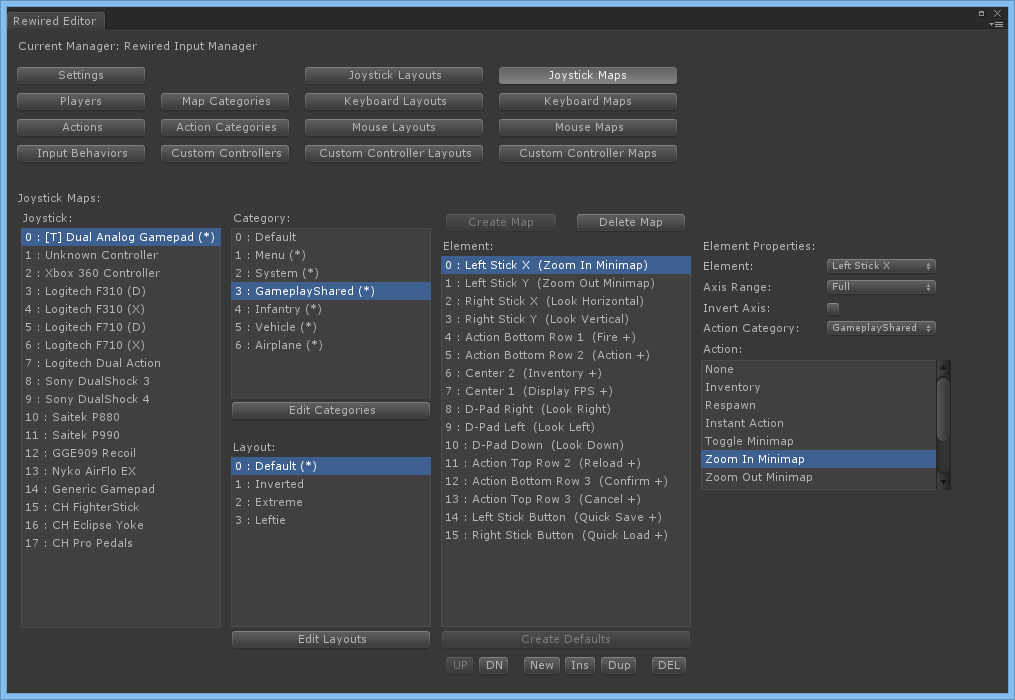 Rewired Editor
Current Manager: Rewired Input Manager
Settings
Joystick Layouts
Joystick Maps
Players
Map Categories
Keyboard Layouts
Keyboard Maps
Actions
Action Categories
Mouse Layouts
Mouse Maps
Input Behaviors
Custom Controllers
Custom Controller Layouts
Custom Controller Maps
Joystick Maps:
Joystick:
0 : [T] Dual Analog Gamepad (*)
1 : Unknown Controller
2 : Xbox 360 Controller
3 : Logitech F310 (D)
4 : Logitech F310 (X)
5 : Logitech F710 (D)
6 : Logitech F710 (X)
7 : Logitech Dual Action
8 : Sony DualShock 3
9 : Sony DualShock 4
10 : Saitek P880
11 : Saitek P990
12 : GGE909 Recoil
13 : Nyko AirFlo EX
14 : Generic Gamepad
15 : CH FighterStick
16 : CH Eclipse Yoke
17 : CH Pro Pedals
Category:
0 : Default
1 : Menu (*)
2 : System (*)
3 : GameplayShared (*)
4 : Infantry (*)
5 : Vehicle (*)
6 : Airplane (*)
Edit Categories
Layout:
0 : Default (*)
1 : Inverted
2 : Extreme
3 : Leftie
Edit Layouts
Create Map
Delete Map
Element:
0 : Left Stick X (Zoom In Minimap)
1 : Left Stick Y (Zoom Out Minimap)
2 : Right Stick X (Look Horizontal)
3 : Right Stick Y (Look Vertical)
4 : Action Bottom Row 1 (Fire +)
5 : Action Bottom Row 2 (Action +)
6 : Center 2 (Inventory +)
7 : Center 1 (Display FPS +)
8 : D-Pad Right (Look Right)
9 : D-Pad Left (Look Left)
10 : D-Pad Down (Look Down)
11 : Action Top Row 2 (Reload +)
12 : Action Bottom Row 3 (Confirm +)
13 : Action Top Row 3 (Cancel +)
14 : Left Stick Button (Quick Save +)
15 : Right Stick Button (Quick Load +)
Create Defaults
UP
DN
New
Ins
Dup
DEL
Element Properties:
Element: Left Stick X
Axis Range: Full
Invert Axis:
Action Category: GameplayShared
Action:
None
Inventory
Respawn
Instant Action
Toggle Minimap
Zoom In Minimap
Zoom Out Minimap